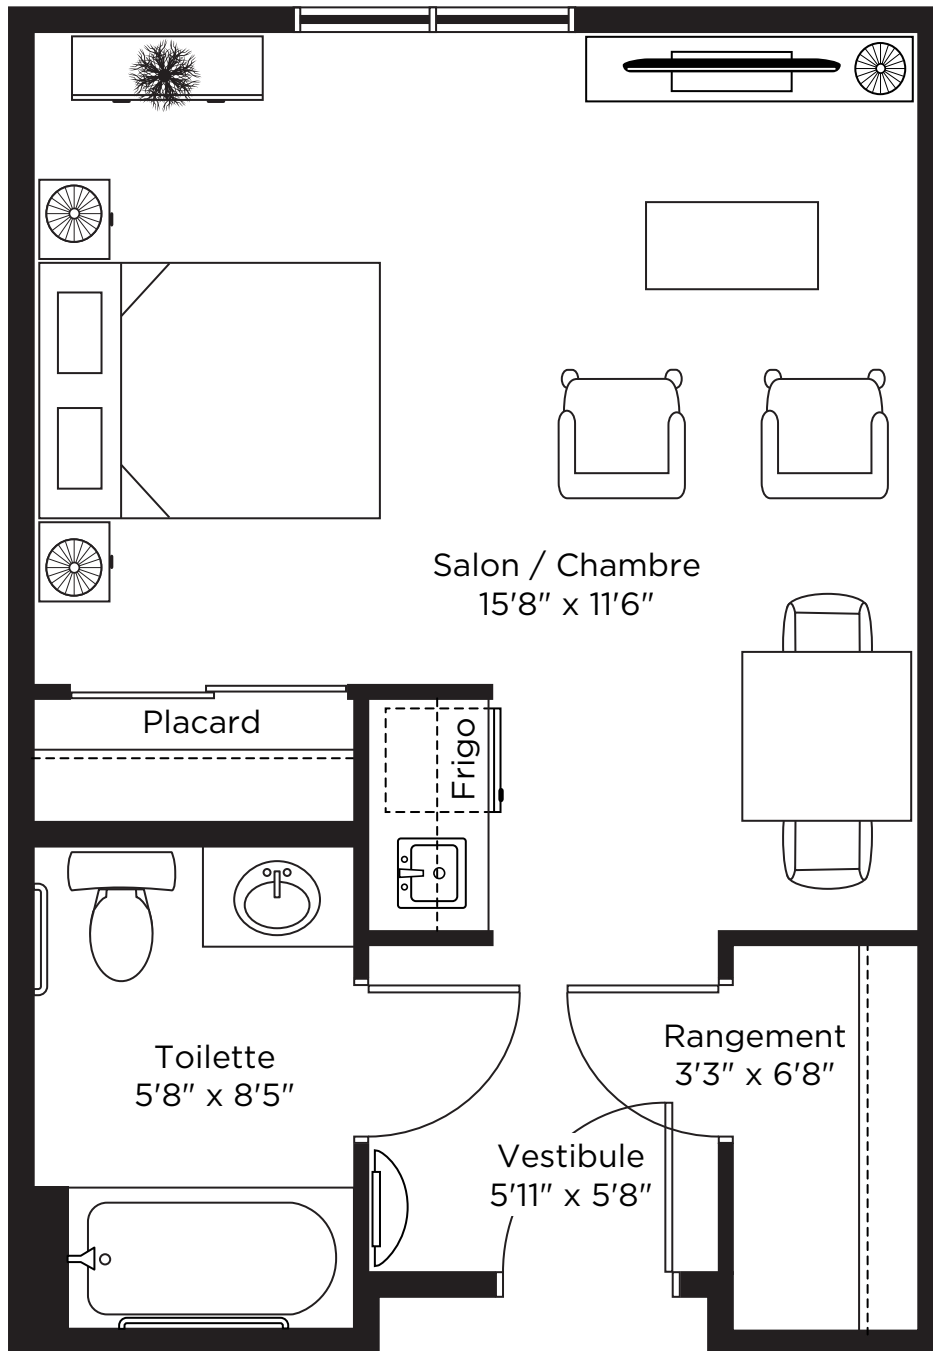 Salon / Chambre
15'8" x 11'6"
Placard
Frigo
Rangement
3'3" x 6'8"
Toilette
5'8" x 8'5"
Vestibule
5'11" x 5'8"